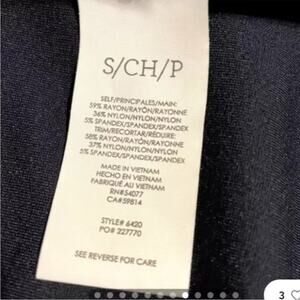 S/CH/P
SELF/PRINCIPALES/MAIN:
59% RAYON/RAYÓN/RAYONNE
36% NYLON/NYLON/NYLON
5% SPANDEX/SPANDEX/SPANDEX
TRIM/RECORTAR/RÉDUIRE:
58% RAYON/RAYÓN/RAYONNE
37% NYLON/NYLON/NYLON
5% SPANDEX/SPANDEX/SPANDEX
MADE IN VIETNAM
HECHO EN VIETNAM
FABRIQUÉ AU VIETNAM
RN#54077
CA#59814
STYLE# 6420
PO# 227770
SEE REVERSE FOR CARE
3